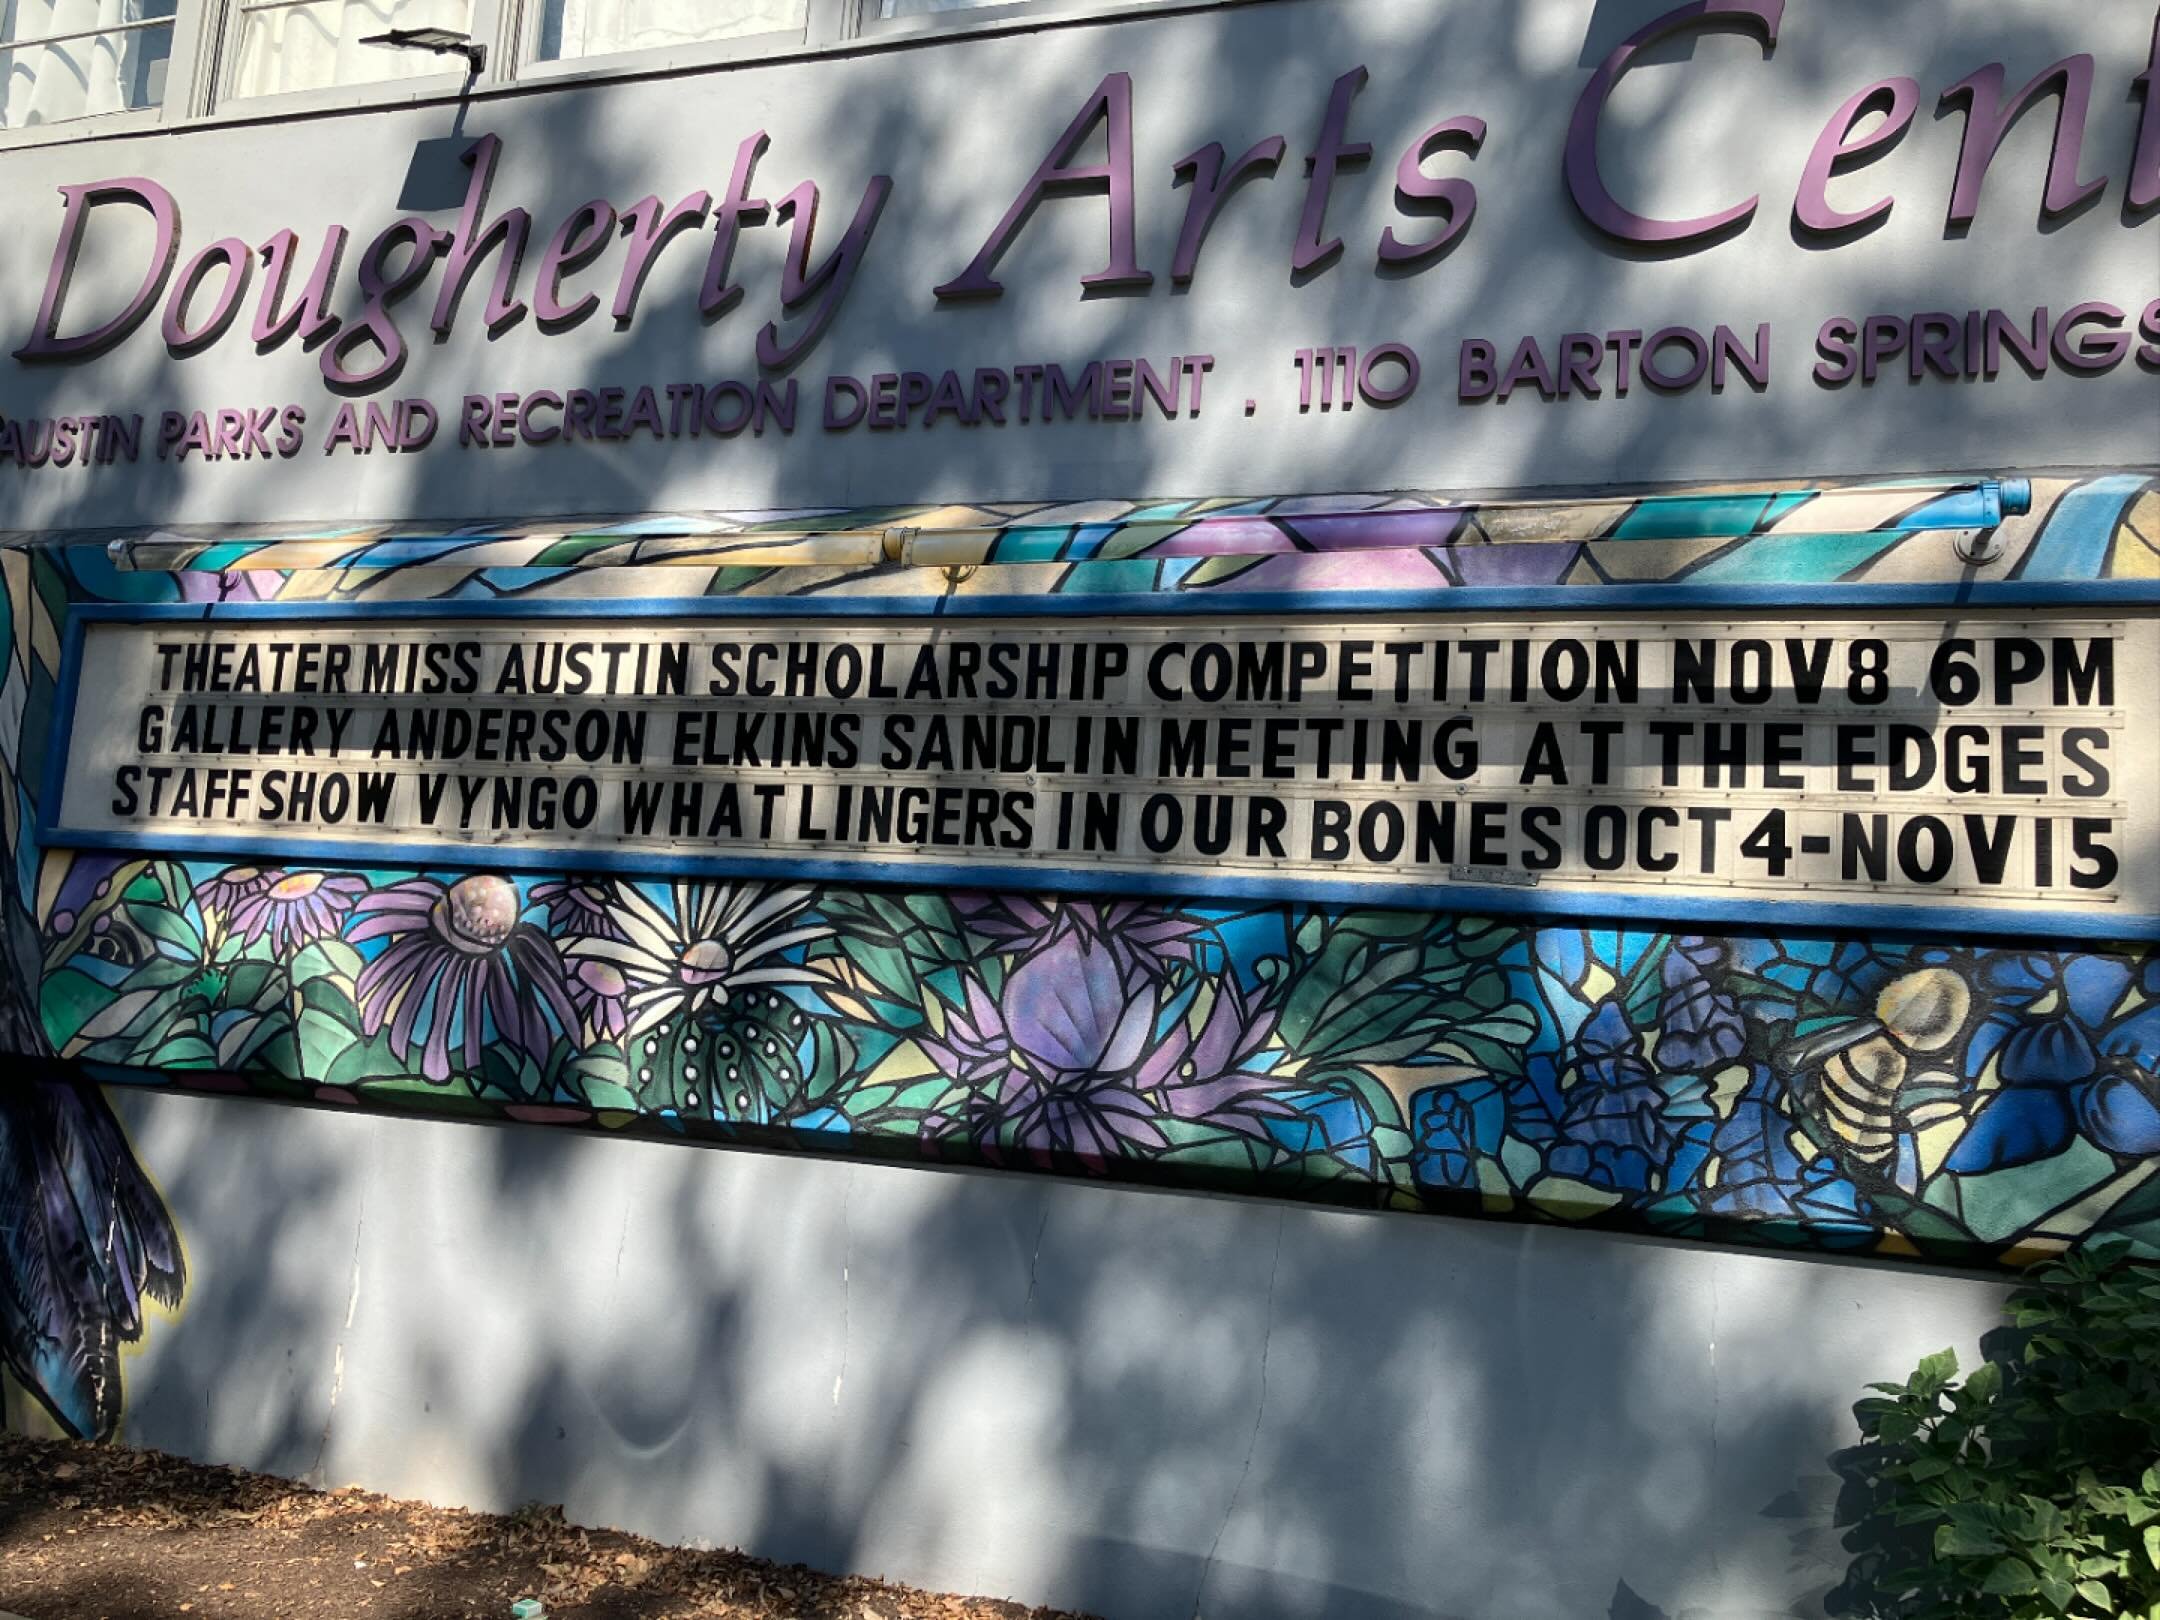 Dougherty Arts Cent
AUSTIN PARKS AND RECREATION DEPARTMENT . 1110 BARTON SPRINGS
THEATER MISS AUSTIN SCHOLARSHIP COMPETITION NOV 8 6PM
GALLERY ANDERSON ELKINS SANDLIN MEETING AT THE EDGES
STAFF SHOW VYNGO WHAT LINGERS IN OUR BONES OCT 4-NOV 15